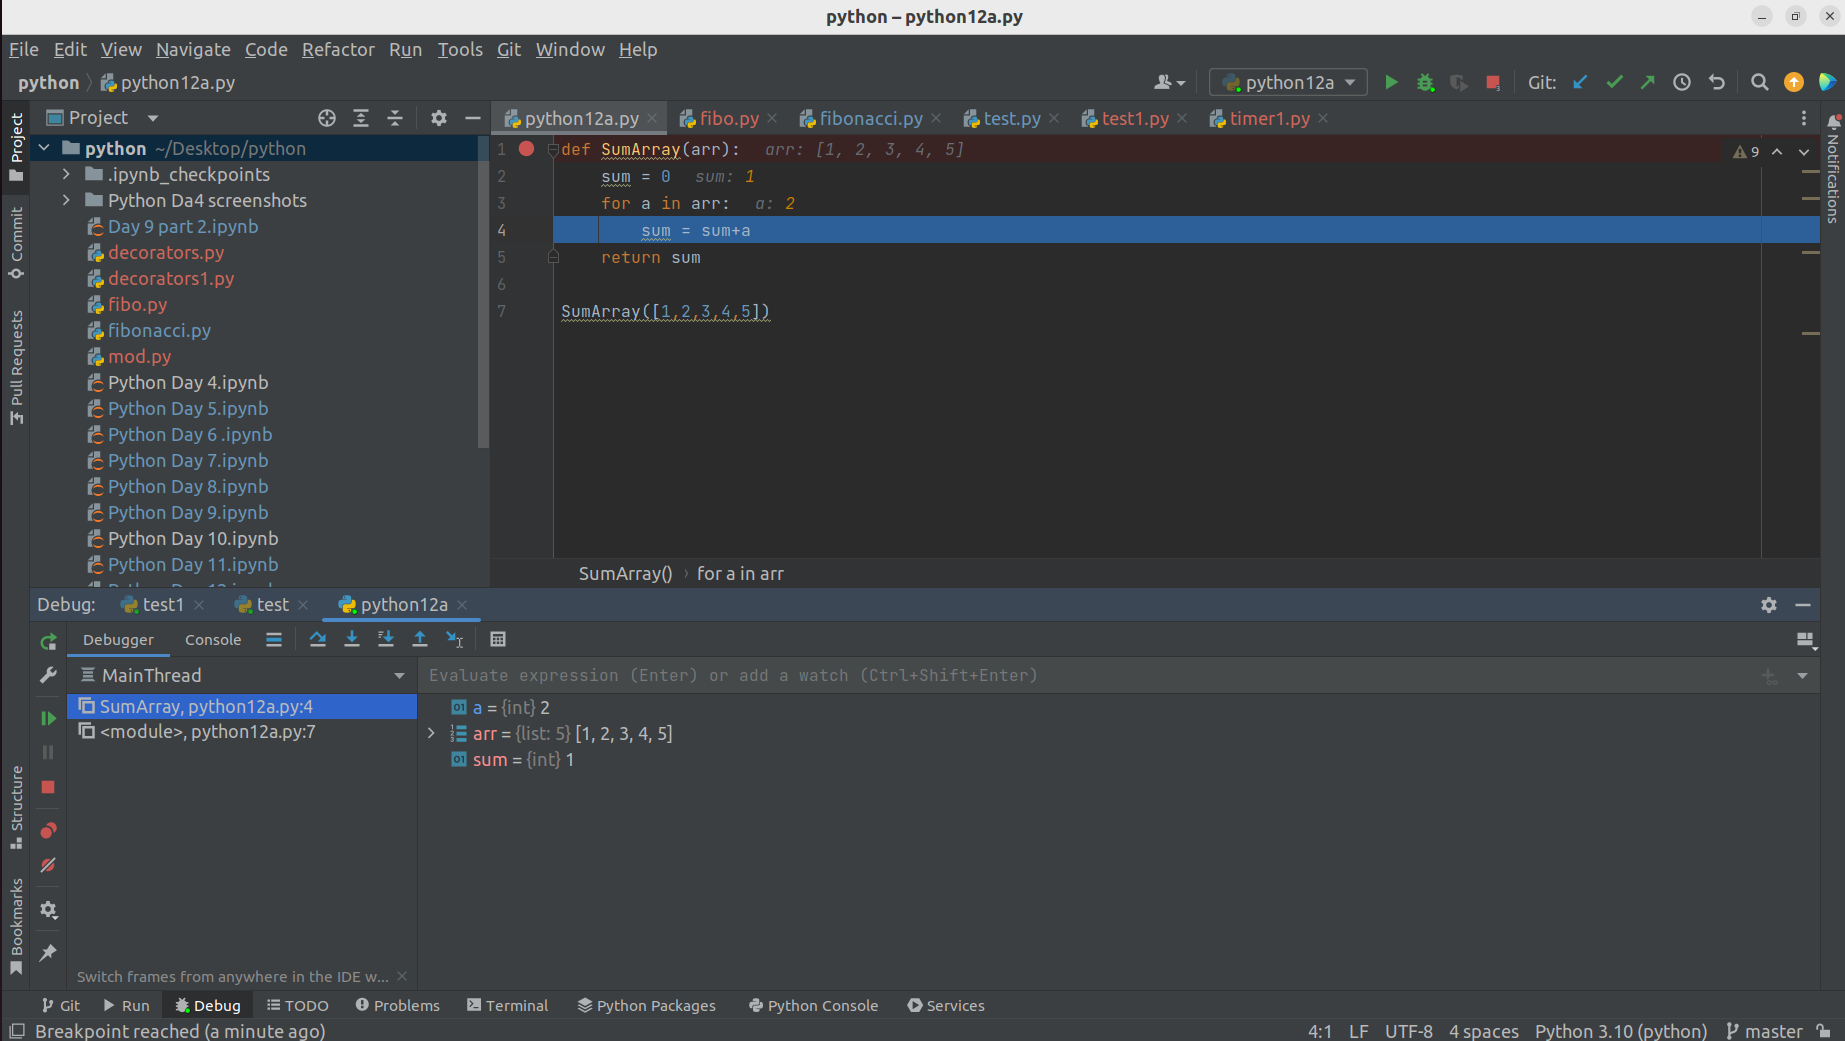 python – python12a.py
File Edit View Navigate Code Refactor Run Tools Git Window Help
python python12a.py
python12a
Git:
Project
python12a.py fibo.py fibonacci.py test.py test1.py timer1.py
Project
Commit
Pull Requests
Structure
Bookmarks
Notifications
python ~/Desktop/python
.ipynb_checkpoints
Python Da4 screenshots
Day 9 part 2.ipynb
decorators.py
decorators1.py
fibo.py
fibonacci.py
mod.py
Python Day 4.ipynb
Python Day 5.ipynb
Python Day 6 .ipynb
Python Day 7.ipynb
Python Day 8.ipynb
Python Day 9.ipynb
Python Day 10.ipynb
Python Day 11.ipynb
1 def SumArray(arr): arr: [1, 2, 3, 4, 5]
9
2 sum = 0 sum: 1
3 for a in arr: a: 2
4 sum = sum+a
5 return sum
6
7 SumArray([1,2,3,4,5])
SumArray() › for a in arr
Debug: test1 test python12a
Debugger Console
MainThread
Evaluate expression (Enter) or add a watch (Ctrl+Shift+Enter)
SumArray, python12a.py:4
<module>, python12a.py:7
a = {int} 2
arr = {list: 5} [1, 2, 3, 4, 5]
sum = {int} 1
Switch frames from anywhere in the IDE w...
Git Run Debug TODO Problems Terminal Python Packages Python Console Services
Breakpoint reached (a minute ago)
4:1 LF UTF-8 4 spaces Python 3.10 (python) master